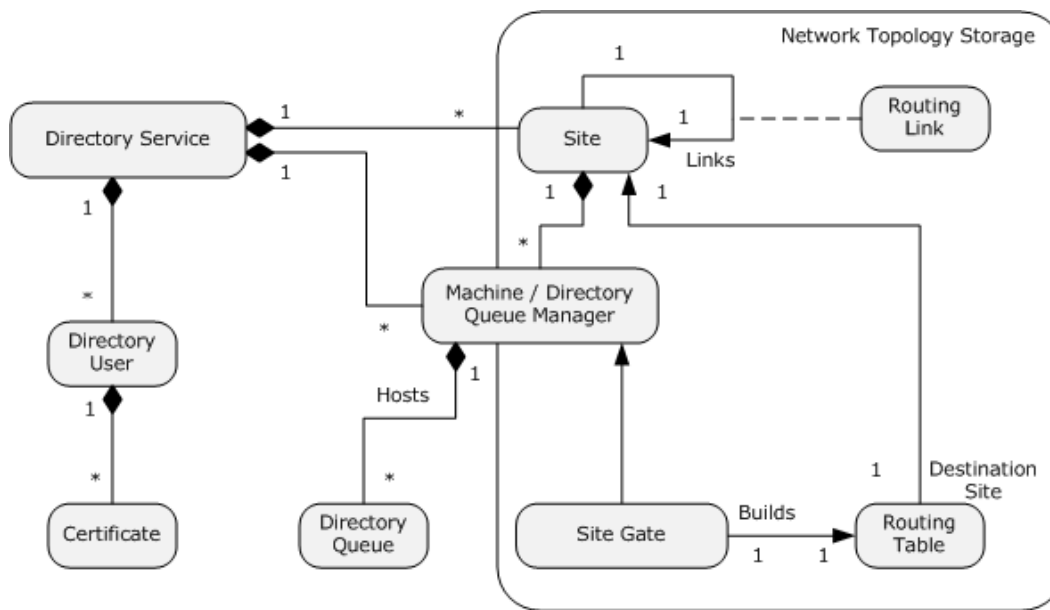 Network Topology Storage
1
Directory Service
1
*
Site
1
Routing
Link
Links
1
1
1
1
*
*
*
Machine / Directory
Queue Manager
Directory
User
1
Hosts
1
*
*
1
Destination
Site
Certificate
Directory
Queue
Site Gate
Builds
1
1
Routing
Table